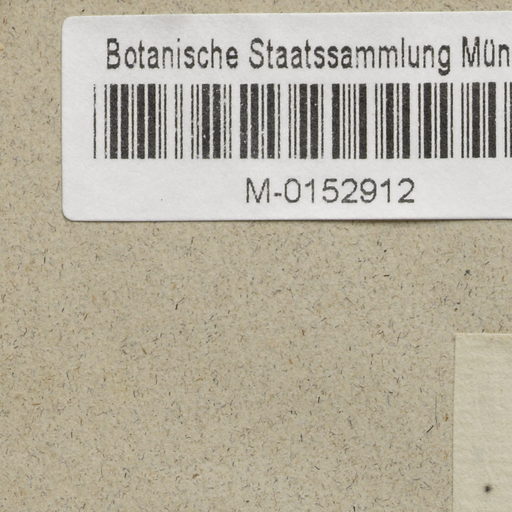 Botanische Staatssammlung Mün
M-0152912